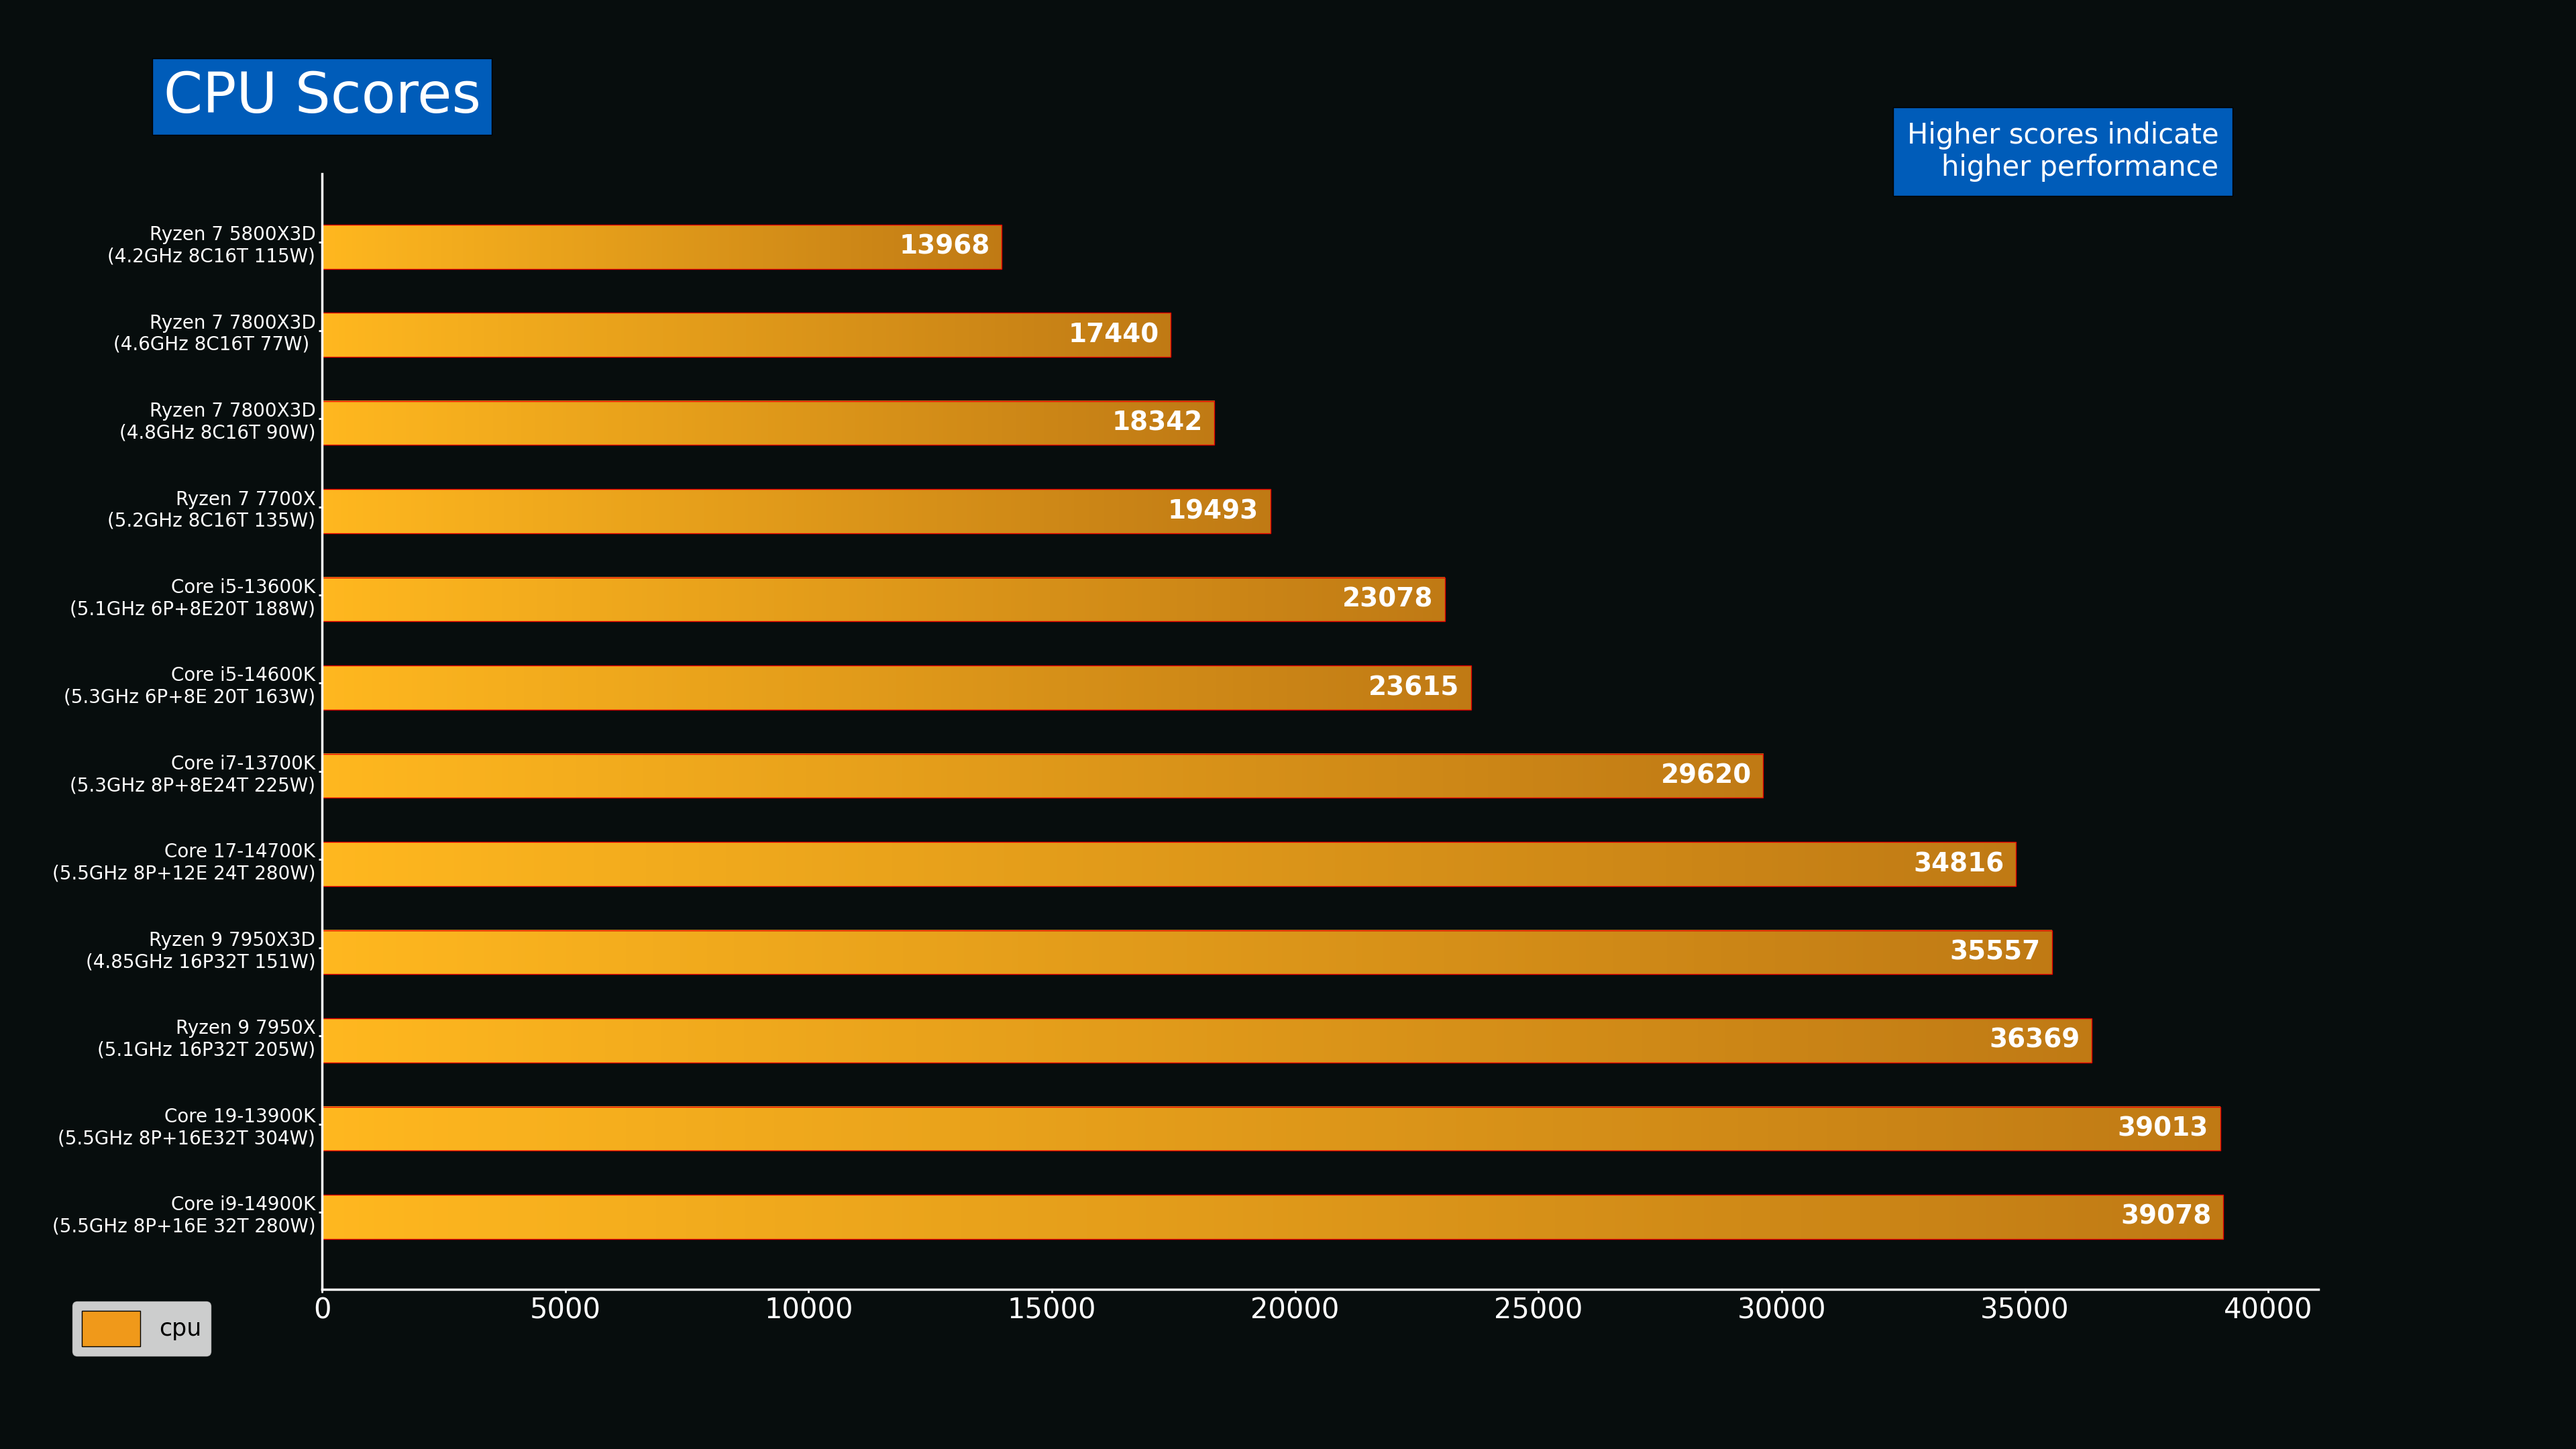 CPU Scores
Higher scores indicate
higher performance
Ryzen 7 5800X3D
(4.2GHz 8C16T 115W)
13968
Ryzen 7 7800X3D
(4.6GHz 8C16T 77W)
17440
Ryzen 7 7800X3D
(4.8GHz 8C16T 90W)
18342
Ryzen 7 7700X
(5.2GHz 8C16T 135W)
19493
Core i5-13600K
(5.1GHz 6P+8E20T 188W)
23078
Core i5-14600K
(5.3GHz 6P+8E 20T 163W)
23615
Core i7-13700K
(5.3GHz 8P+8E24T 225W)
29620
Core 17-14700K
(5.5GHz 8P+12E 24T 280W)
34816
Ryzen 9 7950X3D
(4.85GHz 16P32T 151W)
35557
Ryzen 9 7950X
(5.1GHz 16P32T 205W)
36369
Core 19-13900K
(5.5GHz 8P+16E32T 304W)
39013
Core i9-14900K
(5.5GHz 8P+16E 32T 280W)
39078
0 5000 10000 15000 20000 25000 30000 35000 40000
cpu